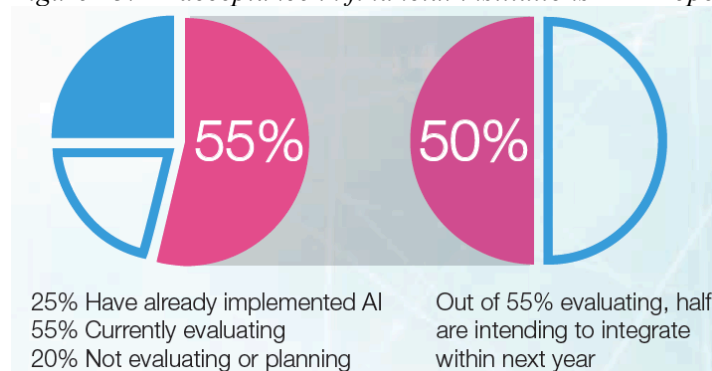 55%
50%
25% Have already implemented AI
55% Currently evaluating
20% Not evaluating or planning
Out of 55% evaluating, half
are intending to integrate
within next year